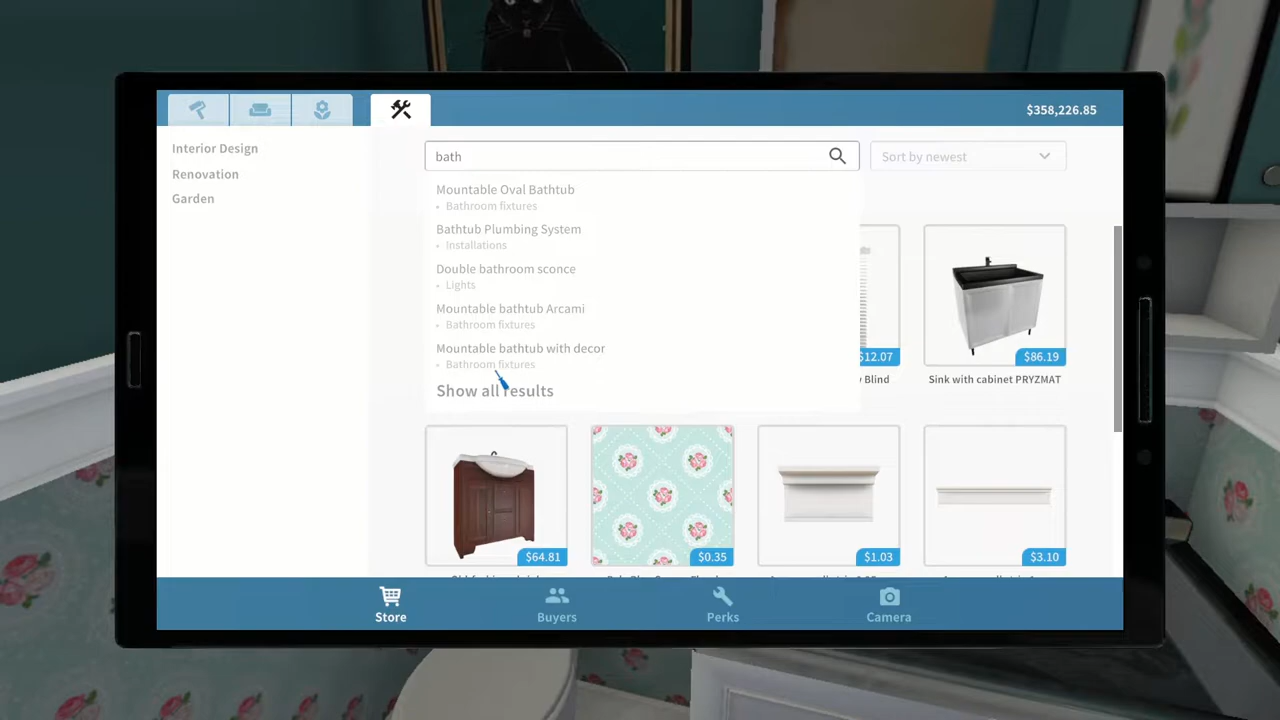 $358,226.85
Interior Design
Renovation
Garden
bath
Sort by newest
Mountable Oval Bathtub
• Bathroom fixtures
Bathtub Plumbing System
• Installations
Double bathroom sconce
• Lights
Mountable bathtub Arcami
• Bathroom fixtures
Mountable bathtub with decor
• Bathroom fixtures
Show all results
$12.07
$86.19
Blind
Sink with cabinet PRYZMAT
$64.81
$0.35
$1.03
$3.10
Store
Buyers
Perks
Camera